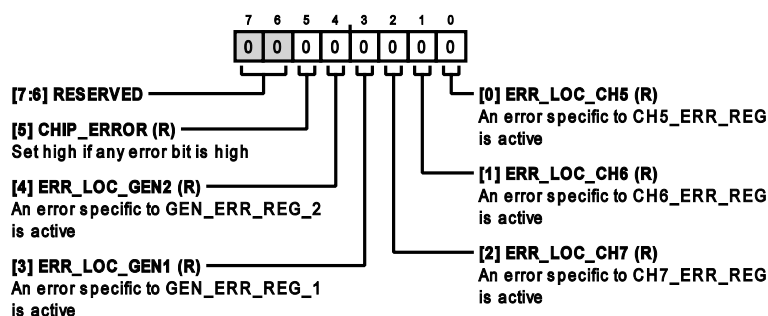 7 6 5 4 3 2 1 0
0 0 0 0 0 0 0 0
[7:6] RESERVED
[5] CHIP_ERROR (R)
Set high if any error bit is high
[4] ERR_LOC_GEN2 (R)
An error specific to GEN_ERR_REG_2
is active
[3] ERR_LOC_GEN1 (R)
An error specific to GEN_ERR_REG_1
is active
[0] ERR_LOC_CH5 (R)
An error specific to CH5_ERR_REG
is active
[1] ERR_LOC_CH6 (R)
An error specific to CH6_ERR_REG
is active
[2] ERR_LOC_CH7 (R)
An error specific to CH7_ERR_REG
is active